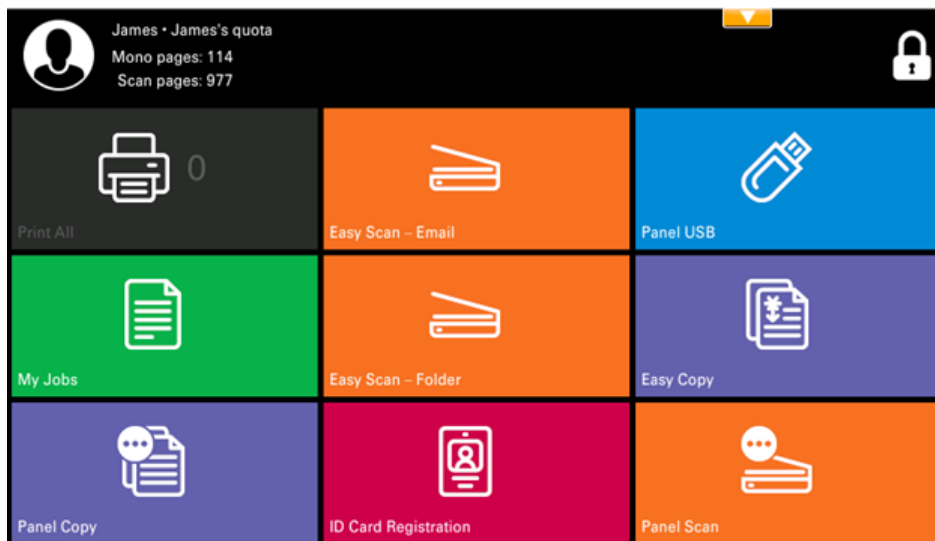 James • James's quota
Mono pages: 114
Scan pages: 977
0
Print All
Easy Scan – Email
Panel USB
My Jobs
Easy Scan – Folder
¥
Easy Copy
Panel Copy
ID Card Registration
Panel Scan